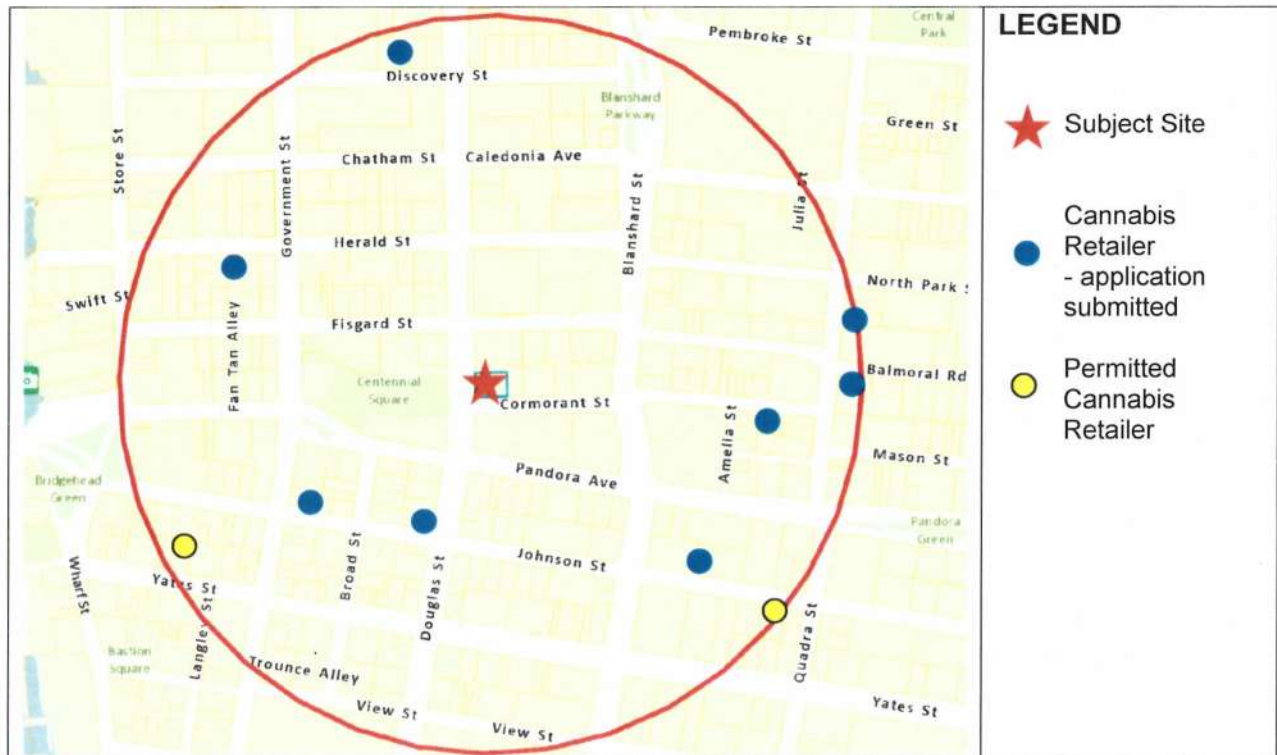 Central
Park
Pembroke St
Discovery St
Blanshard
Parkway
Green St
Store St
Government St
Chatham St
Caledonia Ave
Blanshard St
Julia St
Herald St
North Park S
Swift St
Fan Tan Alley
Fisgard St
Centennial
Square
Cormorant St
Balmoral Rd
Amelia St
Mason St
Pandora Ave
Bridgehead
Green
Pandora
Green
Johnson St
Broad St
Douglas St
Wharf St
Yates St
Langley St
Quadra St
Bastion
Square
Trounce Alley
Yates St
View St
View St
LEGEND
Subject Site
Cannabis
Retailer
- application
submitted
Permitted
Cannabis
Retailer